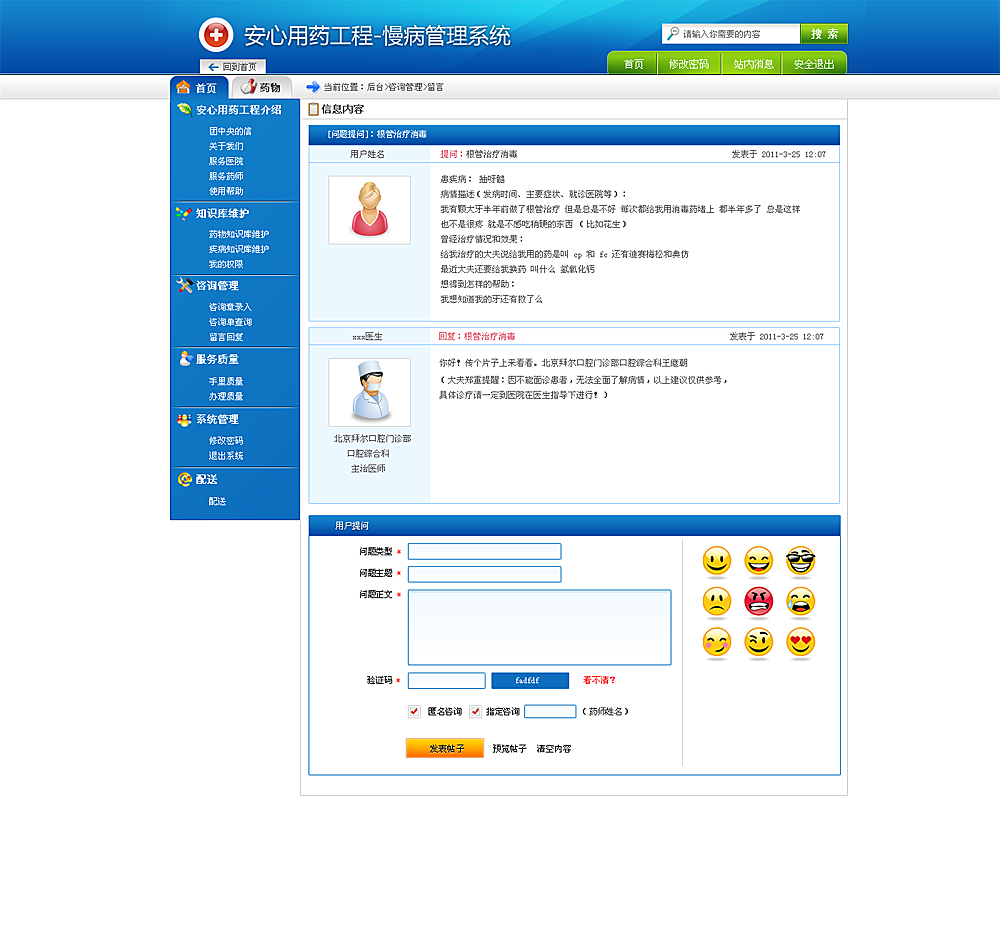 安心用药工程-慢病管理系统
请输入你需要的内容
搜 索
回到首页
首页
修改密码
站内消息
安全退出
首页
药物
当前位置：后台>咨询管理>留言
安心用药工程介绍
团中央的信
关于我们
服务医院
服务药师
使用帮助
知识库维护
药物知识库维护
疾病知识库维护
我的权限
咨询管理
咨询章录入
咨询单查询
留言回复
服务质量
手里质量
办理质量
系统管理
修改密码
退出系统
配送
配送
信息内容
[问题提问]：根管治疗消毒
用户姓名
提问：根管治疗消毒
发表于 2011-3-25 12:07
患疾病： 抽呀髓
病情描述（发病时间、主要症状、就诊医院等）：
我有颗大牙半年前做了根管治疗 但是总是不好 每次都给我用消毒药堵上 都半年多了 总是这样
也不是很疼 就是不感吃稍硬的东西 （比如花生）
曾经治疗情况和效果：
给我治疗的大夫说给我用的药是叫 cp 和 fc 还有迪赛梅松和典仿
最近大夫还要给我换药 叫什么 氢氧化钙
想得到怎样的帮助：
我想知道我的牙还有救了么
xxx医生
回复：根管治疗消毒
发表于 2011-3-25 12:07
你好！传个片子上来看看。北京拜尔口腔门诊部口腔综合科王继朝
（大夫郑重提醒：因不能面诊患者，无法全面了解病情，以上建议仅供参考，
具体诊疗请一定到医院在医生指导下进行！）
北京拜尔口腔门诊部
口腔综合科
主治医师
用户提问
问题类型 *
问题主题 *
问题正文 *
验证码 *
fsdfdf
看不清？
匿名咨询
指定咨询
（药师姓名）
发表帖子
预览帖子
清空内容